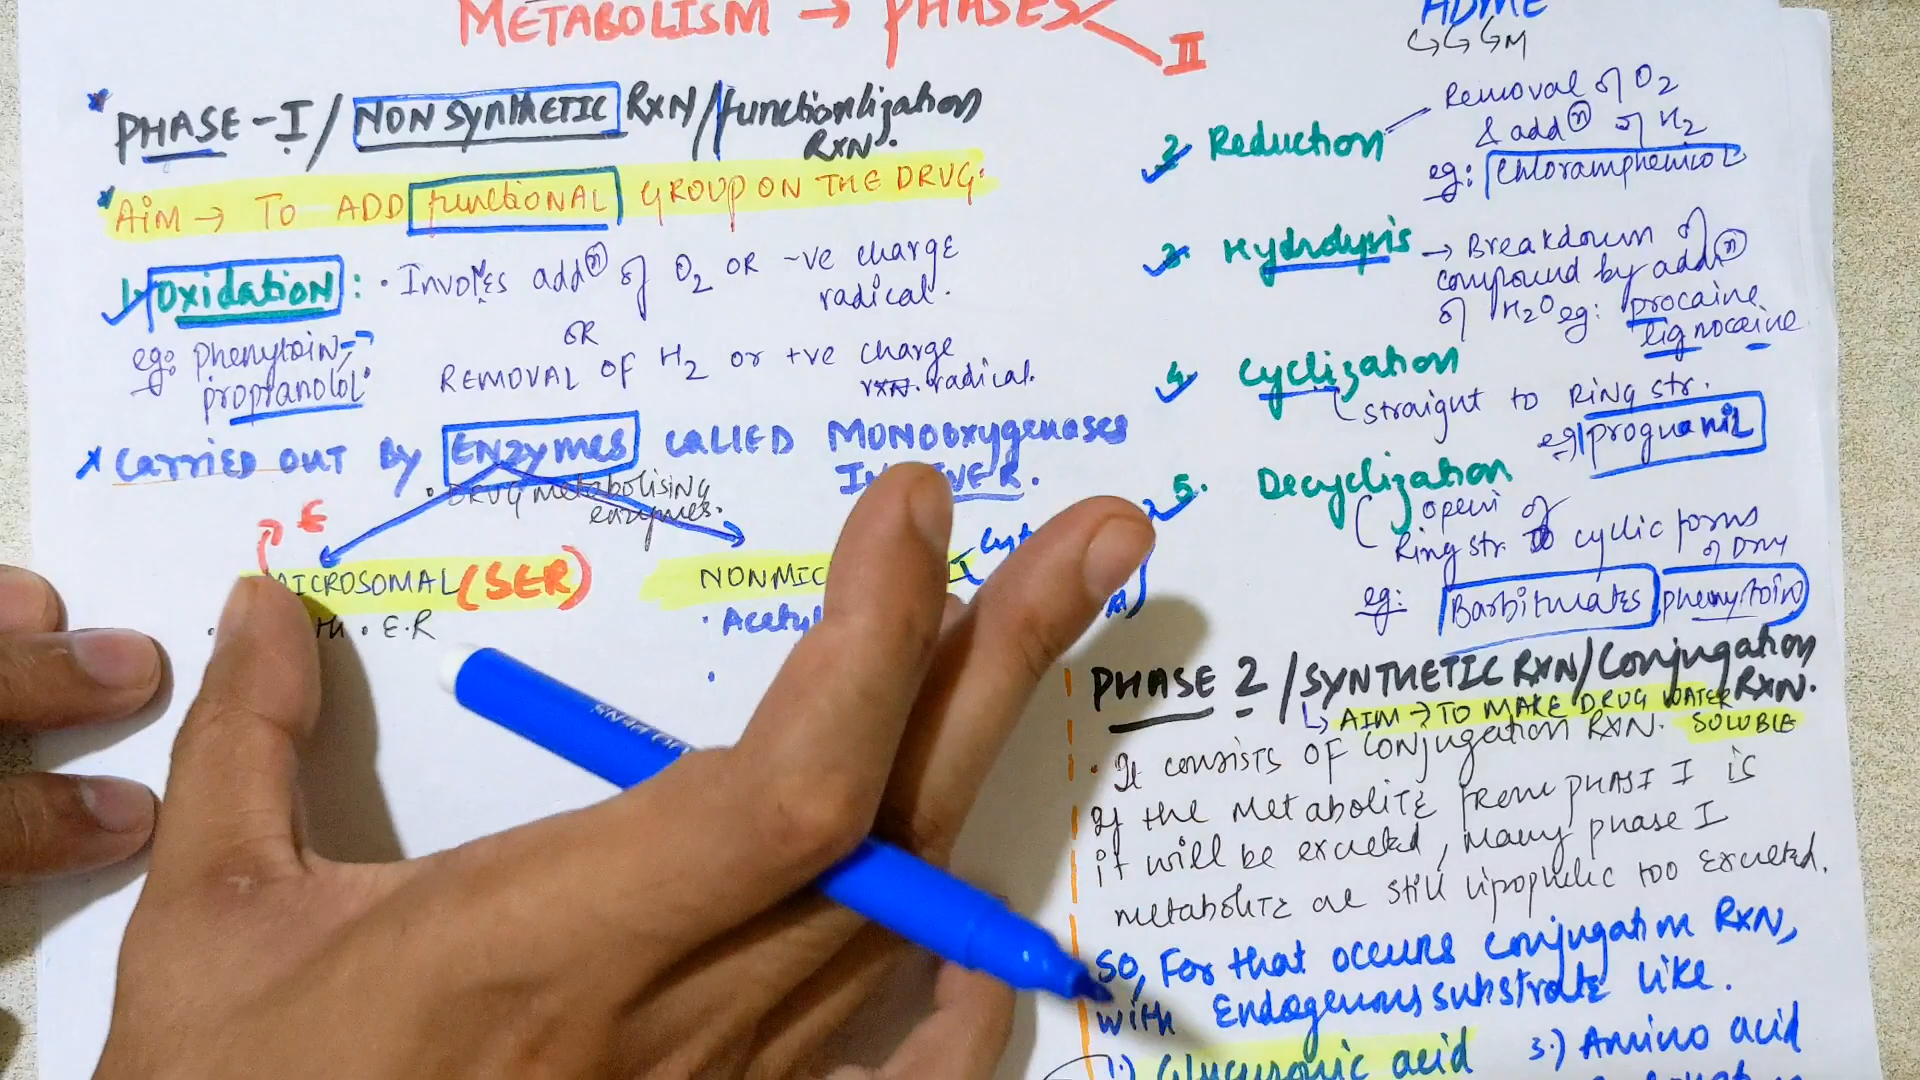 METABOLISM → PHASES
II
ADME
* PHASE-I / NON SYNTHETIC RXN / functionlization
RXN.
* AIM → TO ADD functionAL GROUP ON THE DRUG.
1. Oxidation : • Involves add(n) of O2 OR -ve charge
radical.
OR
REMOVAL OF H2 or +ve charge
radical.
eg: phenytoin,
propranolol.
* CARRIED OUT By ENZYMES CALLED MONOOxygenases
• DRUG metabolising
enzymes.
E
MICROSOMAL (SER)
E.R
NONMIC
• Acetyl
2. Reduction
Removal of O2
& add(n) of H2
eg: Chloramphenicol
3. Hydrolysis → Breakdown of
compound by add(n)
of H2O eg: procaine
lignocaine
4. Cyclization
straight to RING str.
eg proguanil
5. Decyclization
openi of
Ring str. to cyclic forms
of Drug
eg: Barbituates, phenytoin
PHASE 2 / SYNTHETIC RXN / Conjugation
RXN.
↳ AIM → TO MAKE DRUG WATER
SOLUBLE
• It consists of conjugation RXN.
If the Metabolite from PHASE I is
it will be excreted, many phase I
metabolite are still lipophilic too excreted.
So, For that occurs conjugation RXN,
with Endogenous substrate like.
1.) Glucuronic acid
3.) Amino acid